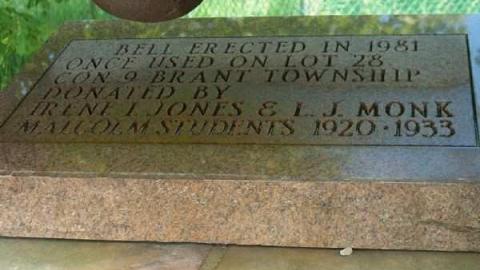 BELL ERECTED IN 1981
ONCE USED ON LOT 28
CON 9 BRANT TOWNSHIP
DONATED BY
IRENE I. JONES & L. J. MONK
MALCOLM STUDENTS 1920·1933